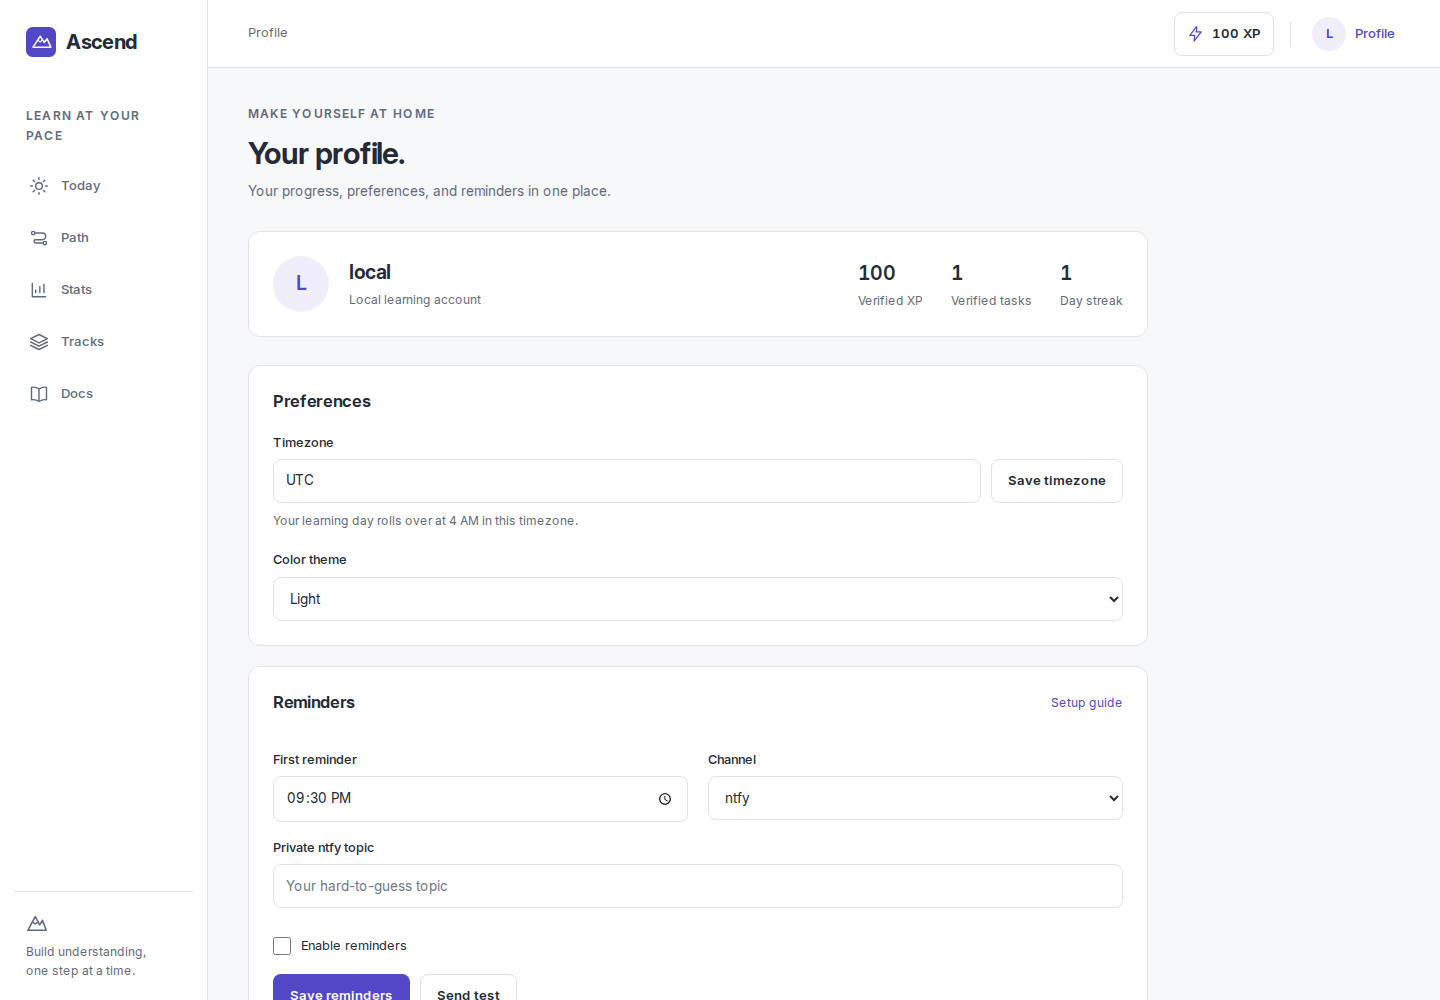 Ascend
LEARN AT YOUR
PACE
Today
Path
Stats
Tracks
Docs
Build understanding,
one step at a time.
Profile
100 XP
L
Profile
MAKE YOURSELF AT HOME
Your profile.
Your progress, preferences, and reminders in one place.
L
local
Local learning account
100
Verified XP
1
Verified tasks
1
Day streak
Preferences
Timezone
UTC
Save timezone
Your learning day rolls over at 4 AM in this timezone.
Color theme
Light
Reminders
Setup guide
First reminder
09:30 PM
Channel
ntfy
Private ntfy topic
Your hard-to-guess topic
Enable reminders
Save reminders
Send test